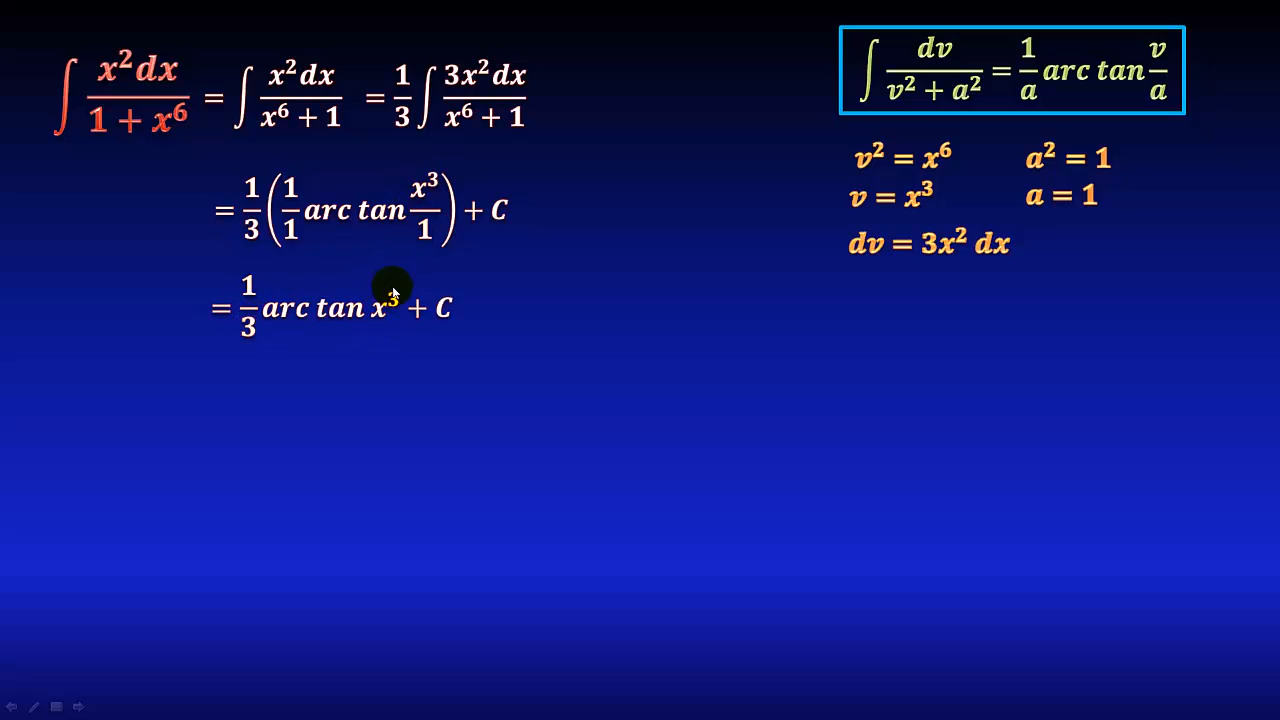 ∫ x²dx / 1 + x⁶ = ∫ x²dx / x⁶ + 1 = 1/3 ∫ 3x²dx / x⁶ + 1
= 1/3 (1/1 arc tan x³/1) + C
= 1/3 arc tan x³ + C
∫ dv / v² + a² = 1/a arc tan v/a
v² = x⁶ a² = 1
v = x³ a = 1
dv = 3x² dx